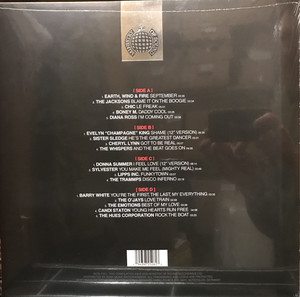 [ SIDE A ]
1. EARTH, WIND & FIRE SEPTEMBER
2. THE JACKSONS BLAME IT ON THE BOOGIE
3. CHIC LE FREAK
4. BONEY M. DADDY COOL
5. DIANA ROSS I'M COMING OUT
[ SIDE B ]
1. EVELYN "CHAMPAGNE" KING SHAME (12" VERSION)
2. SISTER SLEDGE HE'S THE GREATEST DANCER
3. CHERYL LYNN GOT TO BE REAL
4. THE WHISPERS AND THE BEAT GOES ON
[ SIDE C ]
1. DONNA SUMMER I FEEL LOVE (12" VERSION)
2. SYLVESTER YOU MAKE ME FEEL (MIGHTY REAL)
3. LIPPS INC. FUNKYTOWN
4. THE TRAMMPS DISCO INFERNO
[ SIDE D ]
1. BARRY WHITE YOU'RE THE FIRST, THE LAST, MY EVERYTHING
2. THE O'JAYS LOVE TRAIN
3. THE EMOTIONS BEST OF MY LOVE
4. CANDI STATON YOUNG HEARTS RUN FREE
5. THE HUES CORPORATION ROCK THE BOAT